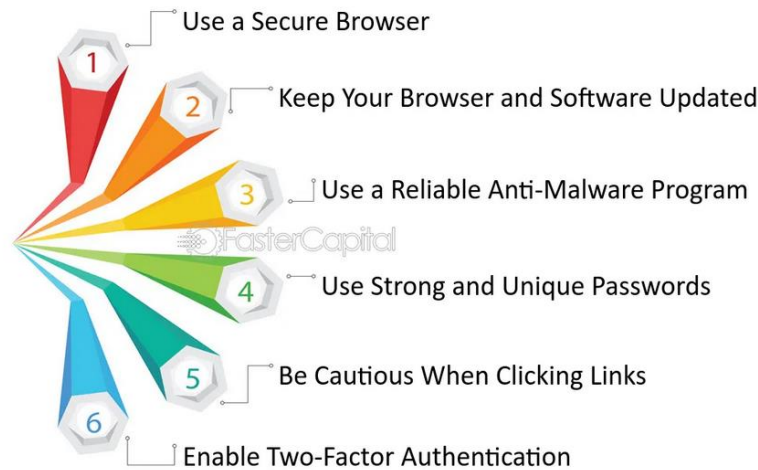 1 Use a Secure Browser
2 Keep Your Browser and Software Updated
3 Use a Reliable Anti-Malware Program
FasterCapital
4 Use Strong and Unique Passwords
5 Be Cautious When Clicking Links
6 Enable Two-Factor Authentication